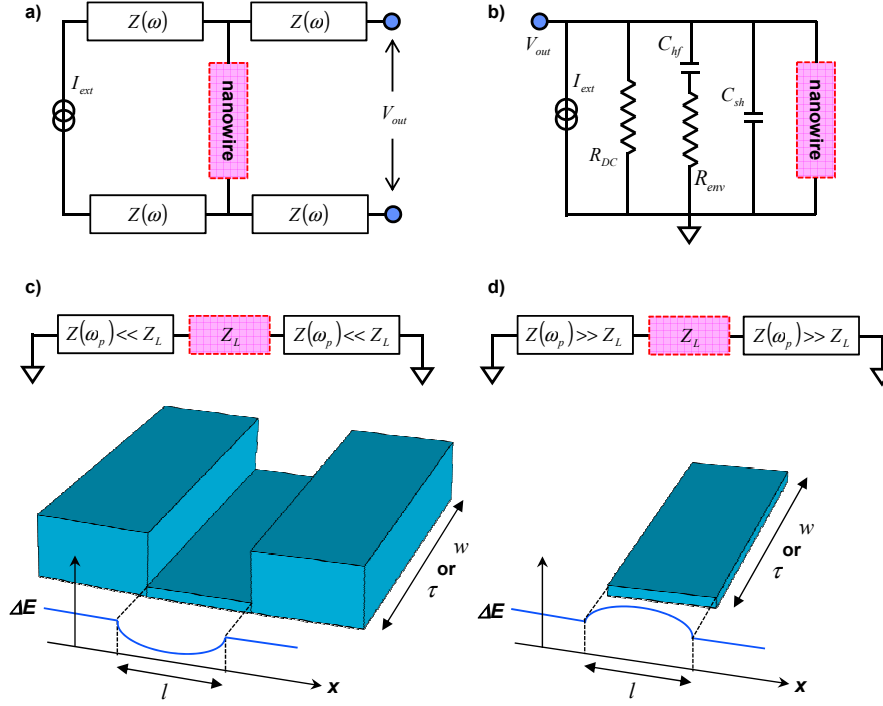 a)
Z(ω)
Z(ω)
I_ext
nanowire
V_out
Z(ω)
Z(ω)
b)
V_out
I_ext
R_DC
C_hf
R_env
C_sh
nanowire
c)
Z(ω_p) << Z_L
Z_L
Z(ω_p) << Z_L
w
or
τ
ΔE
l
x
d)
Z(ω_p) >> Z_L
Z_L
Z(ω_p) >> Z_L
w
or
τ
ΔE
l
x